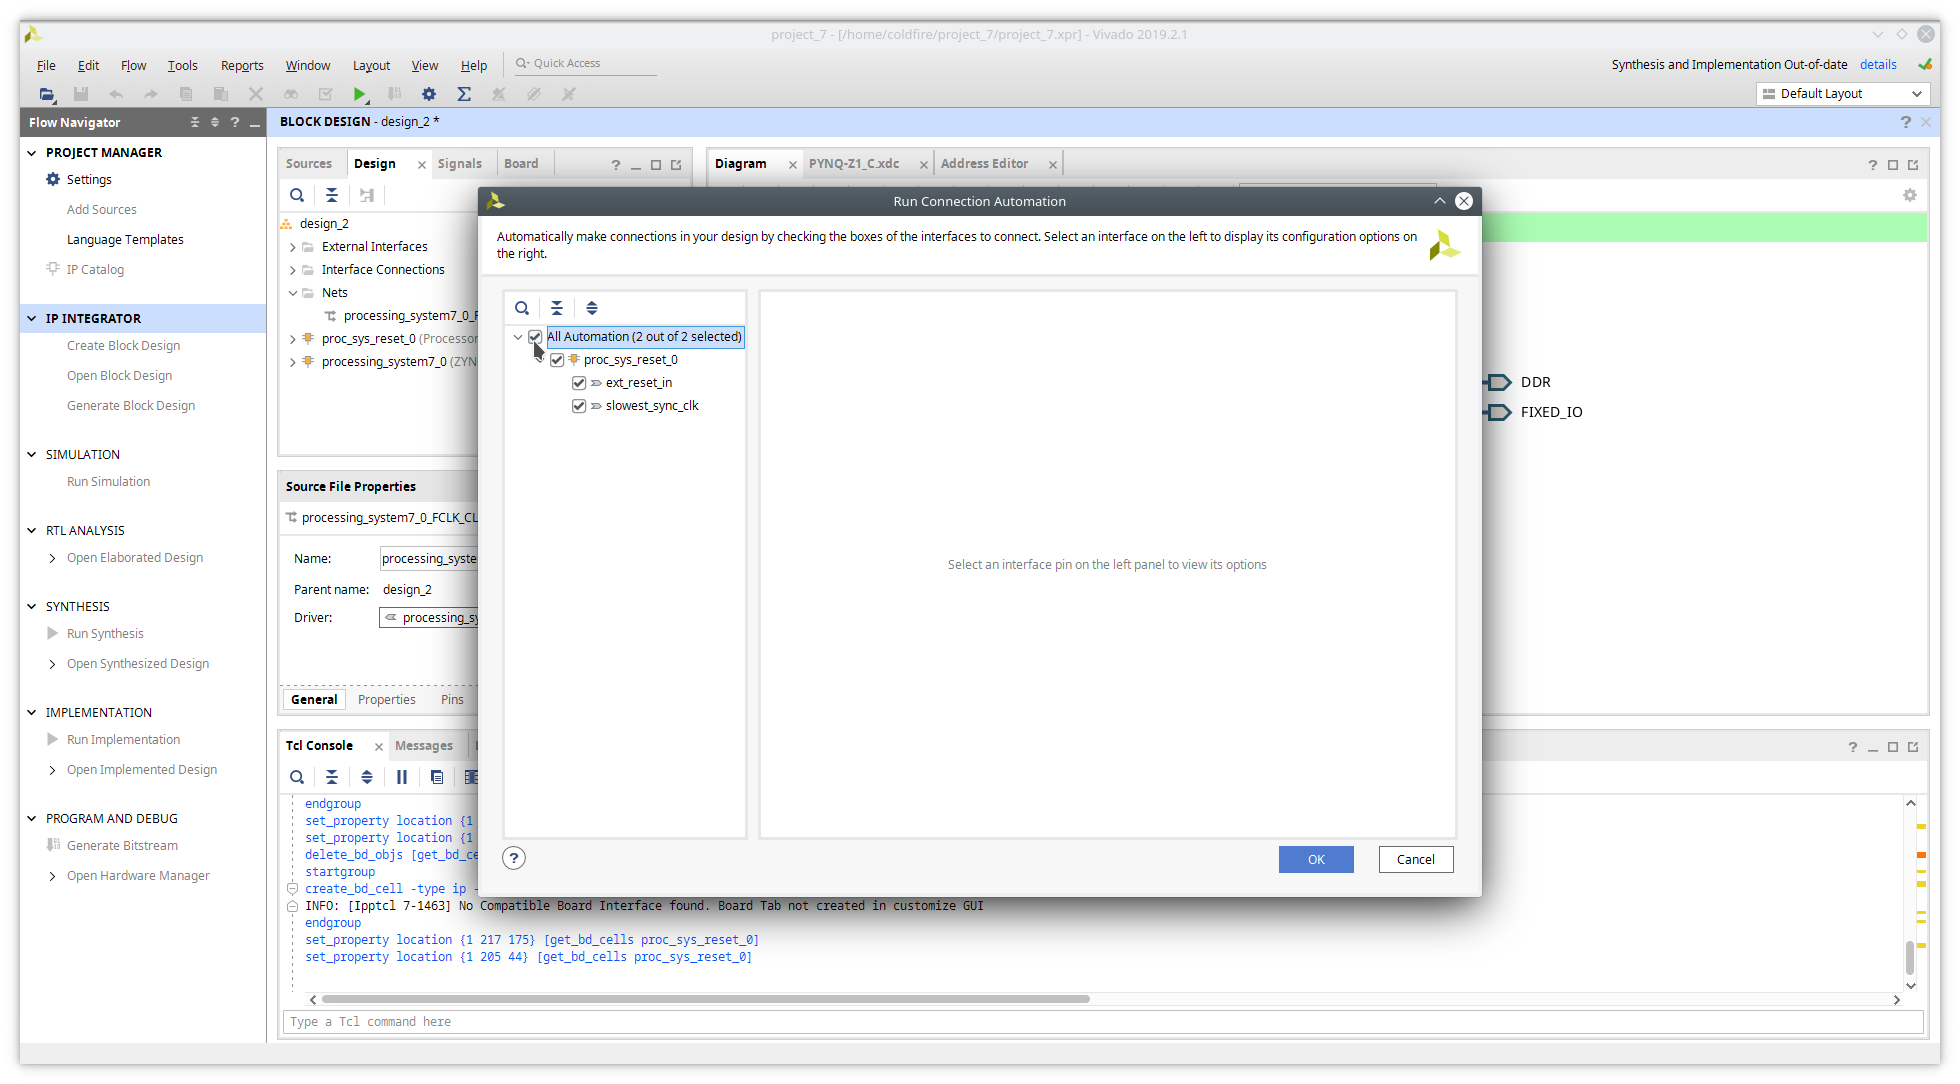 project_7 - [/home/coldfire/project_7/project_7.xpr] - Vivado 2019.2.1
File Edit Flow Tools Reports Window Layout View Help Quick Access
Synthesis and Implementation Out-of-date details
Default Layout
Flow Navigator
BLOCK DESIGN - design_2 *
PROJECT MANAGER
Settings
Add Sources
Language Templates
IP Catalog
IP INTEGRATOR
Create Block Design
Open Block Design
Generate Block Design
SIMULATION
Run Simulation
RTL ANALYSIS
Open Elaborated Design
SYNTHESIS
Run Synthesis
Open Synthesized Design
IMPLEMENTATION
Run Implementation
Open Implemented Design
PROGRAM AND DEBUG
Generate Bitstream
Open Hardware Manager
Sources Design Signals Board
design_2
External Interfaces
Interface Connections
Nets
processing_system7_0_F
proc_sys_reset_0 (Processor
processing_system7_0 (ZYN
Source File Properties
processing_system7_0_FCLK_CL
Name: processing_syste
Parent name: design_2
Driver: processing_sy
General Properties Pins
Diagram PYNQ-Z1_C.xdc Address Editor
DDR
FIXED_IO
Run Connection Automation
Automatically make connections in your design by checking the boxes of the interfaces to connect. Select an interface on the left to display its configuration options on
the right.
All Automation (2 out of 2 selected)
proc_sys_reset_0
ext_reset_in
slowest_sync_clk
Select an interface pin on the left panel to view its options
OK Cancel
Tcl Console Messages
endgroup
set_property location {1
set_property location {1
delete_bd_objs [get_bd_ce
startgroup
create_bd_cell -type ip -
INFO: [Ipptcl 7-1463] No Compatible Board Interface found. Board Tab not created in customize GUI
endgroup
set_property location {1 217 175} [get_bd_cells proc_sys_reset_0]
set_property location {1 205 44} [get_bd_cells proc_sys_reset_0]
Type a Tcl command here